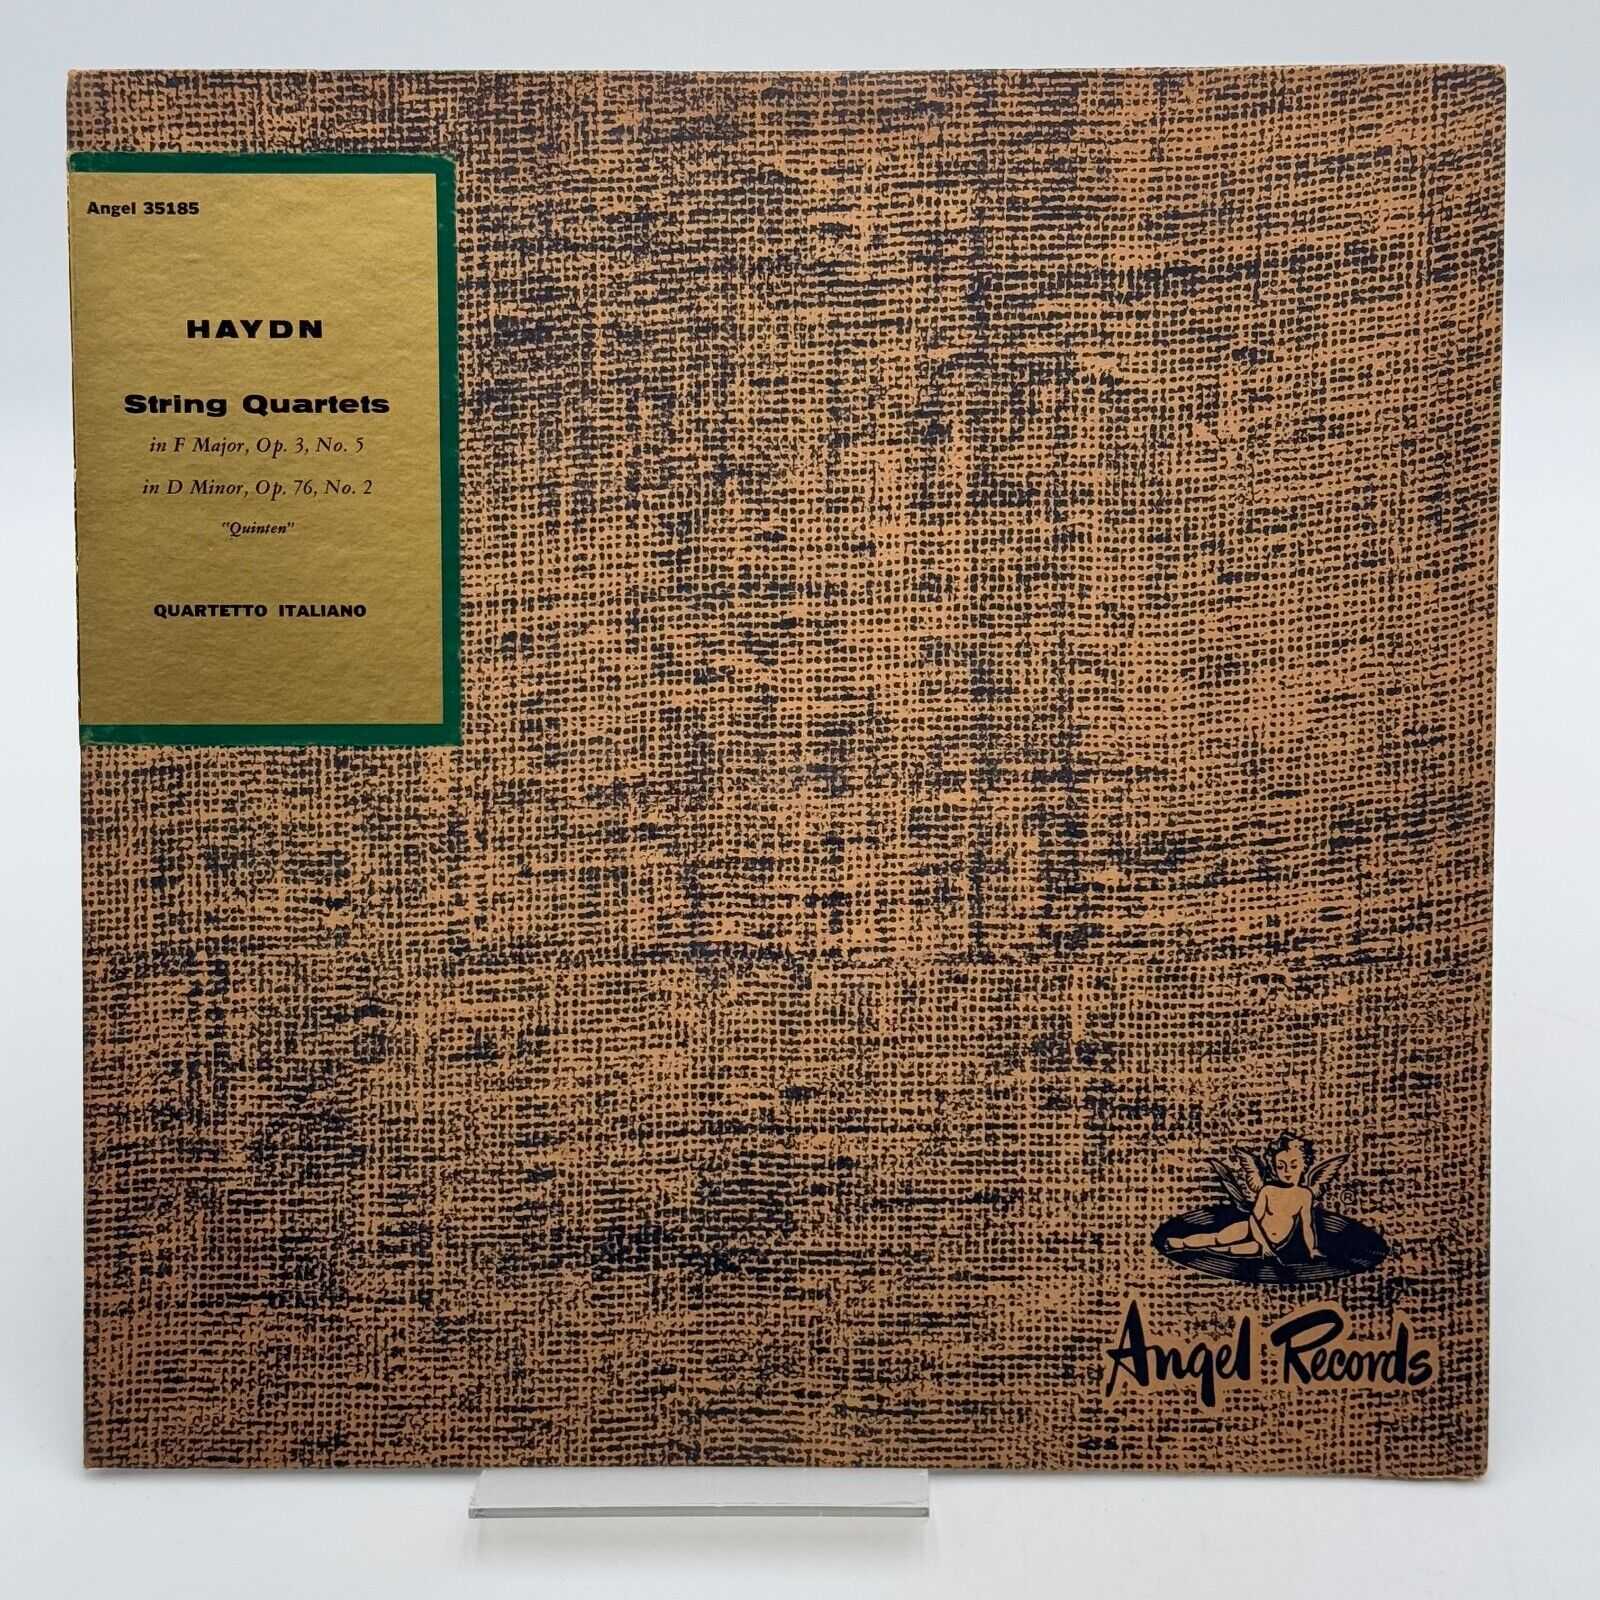 Angel 35185
HAYDN
String Quartets
in F Major, Op. 3, No. 5
in D Minor, Op. 76, No. 2
"Quinten"
QUARTETTO ITALIANO
®
Angel Records